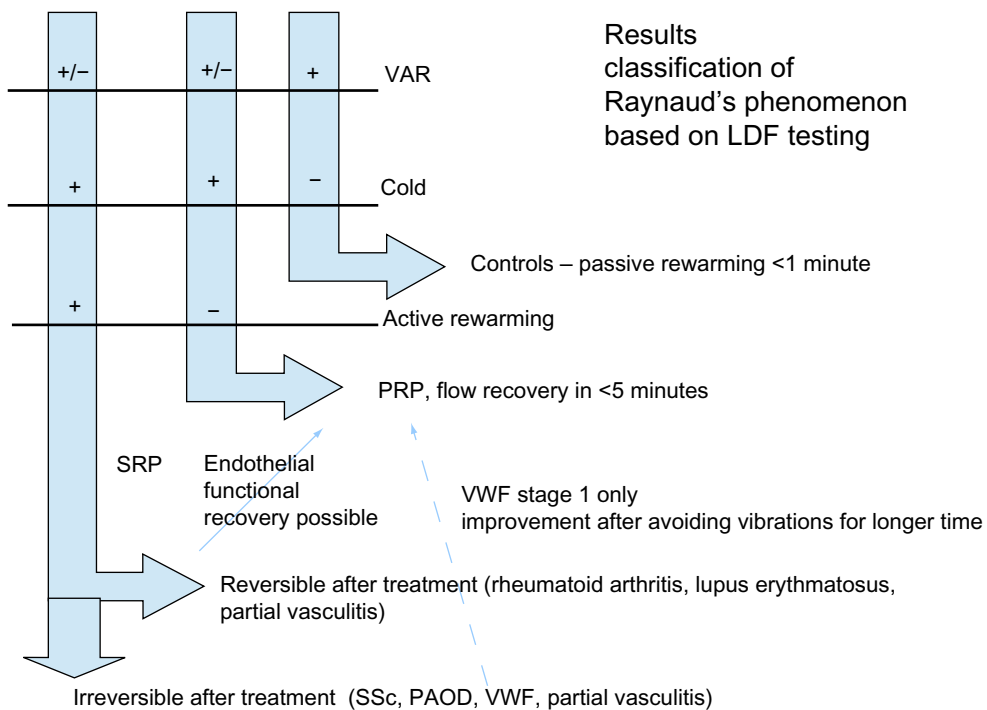 Results
classification of
Raynaud's phenomenon
based on LDF testing
+/− +/− + VAR
+ + − Cold
Controls – passive rewarming <1 minute
+ − Active rewarming
PRP, flow recovery in <5 minutes
SRP
Endothelial
functional
recovery possible
VWF stage 1 only
improvement after avoiding vibrations for longer time
Reversible after treatment (rheumatoid arthritis, lupus erythmatosus,
partial vasculitis)
Irreversible after treatment (SSc, PAOD, VWF, partial vasculitis)